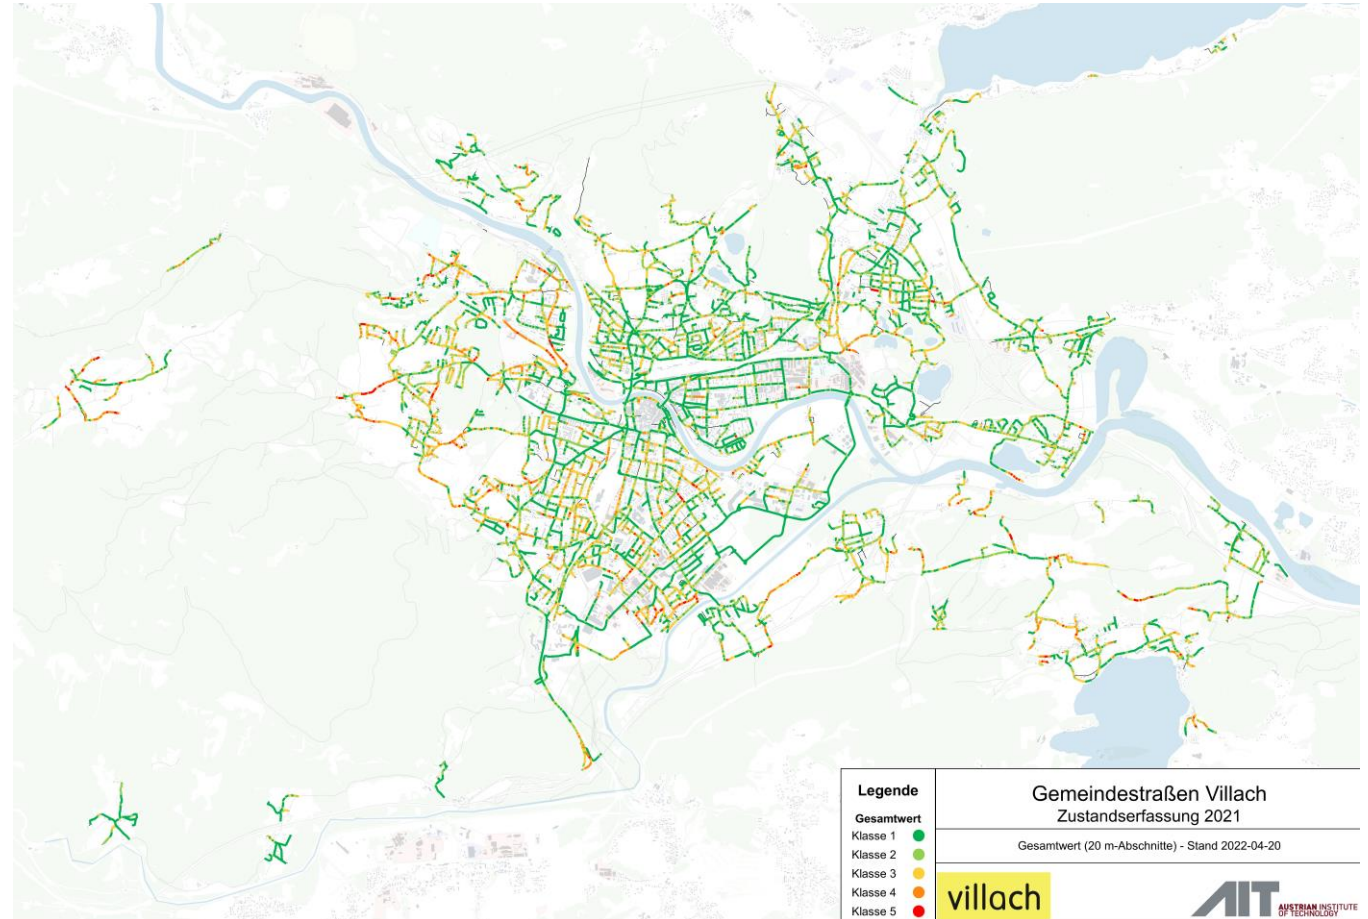 Legende
Gesamtwert
Klasse 1
Klasse 2
Klasse 3
Klasse 4
Klasse 5
Gemeindestraßen Villach
Zustandserfassung 2021
Gesamtwert (20 m-Abschnitte) - Stand 2022-04-20
villach
AIT
AUSTRIAN INSTITUTE
OF TECHNOLOGY